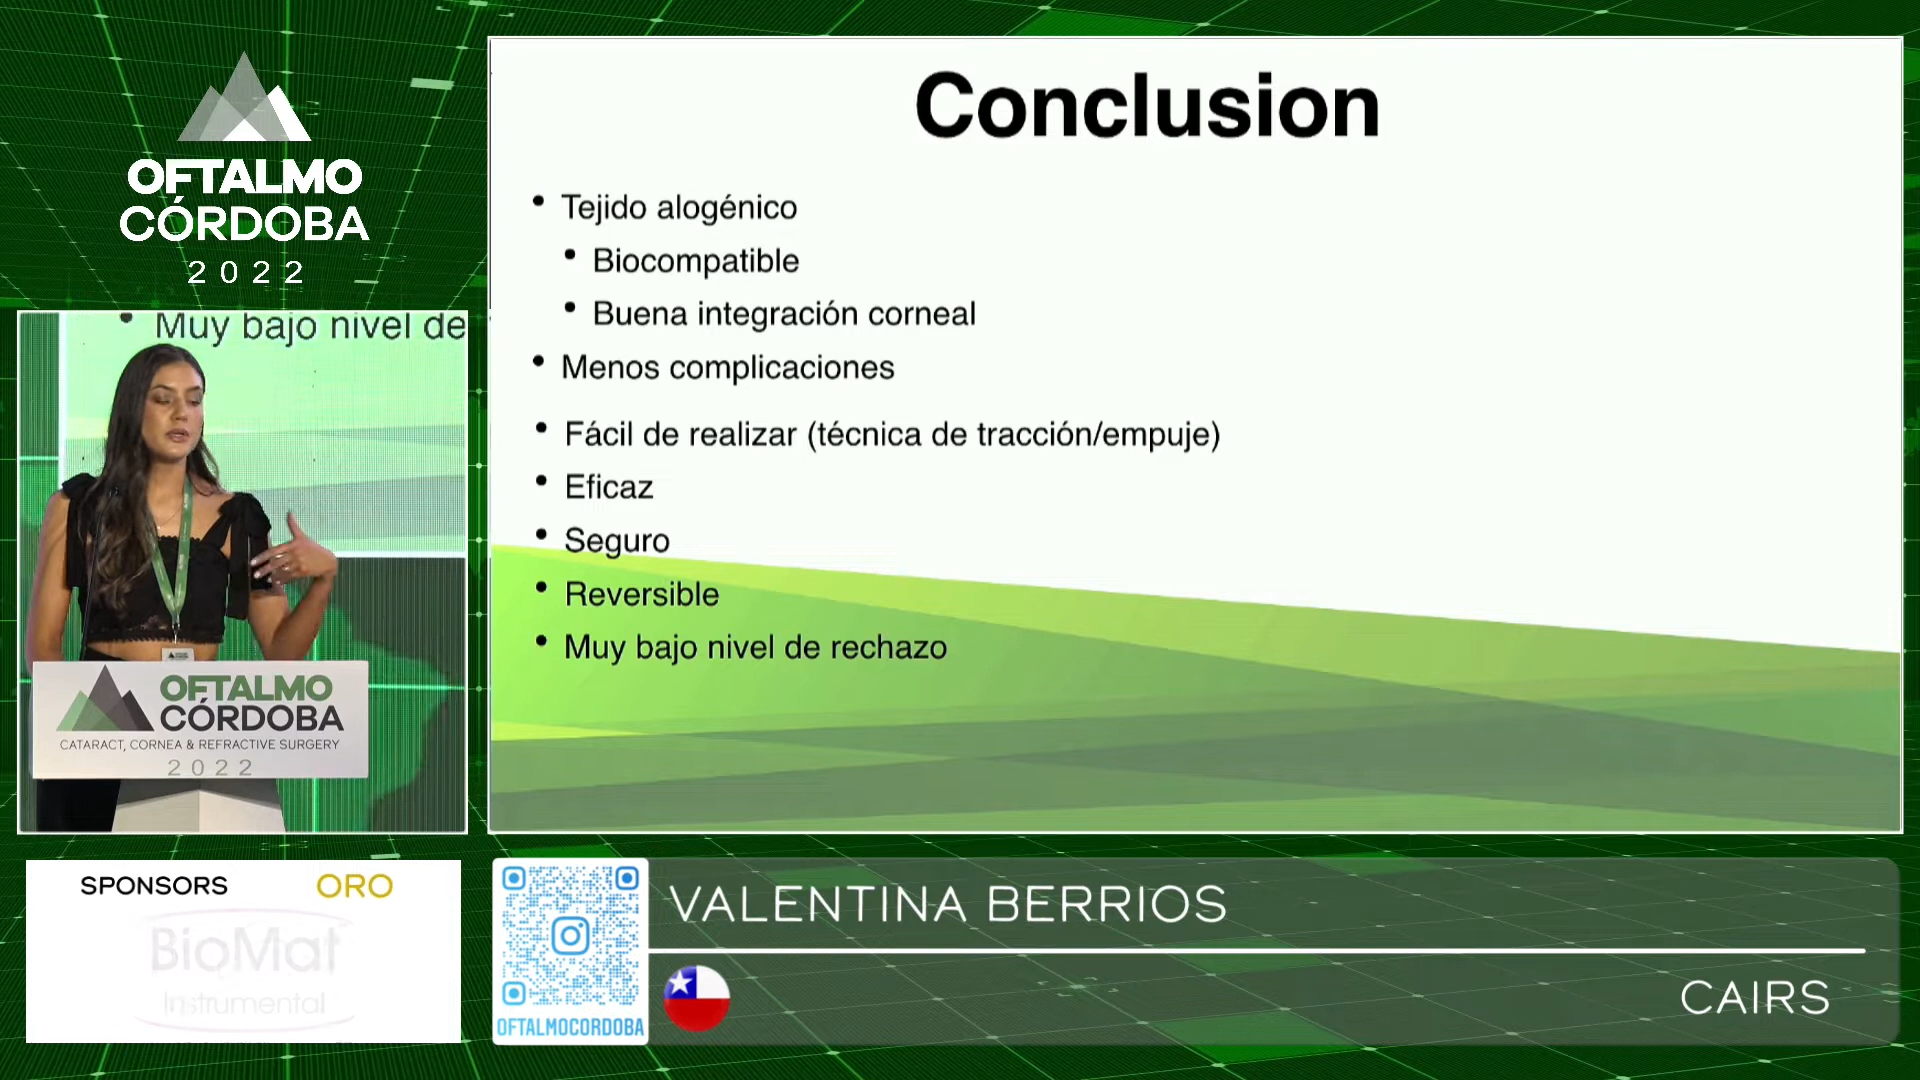 OFTALMO
CÓRDOBA
2022
Muy bajo nivel de
OFTALMO
CÓRDOBA
CATARACT, CORNEA & REFRACTIVE SURGERY
2022
SPONSORS ORO
BioMat
Instrumental
Conclusion
• Tejido alogénico
• Biocompatible
• Buena integración corneal
• Menos complicaciones
• Fácil de realizar (técnica de tracción/empuje)
• Eficaz
• Seguro
• Reversible
• Muy bajo nivel de rechazo
OFTALMOCORDOBA
VALENTINA BERRIOS
CAIRS